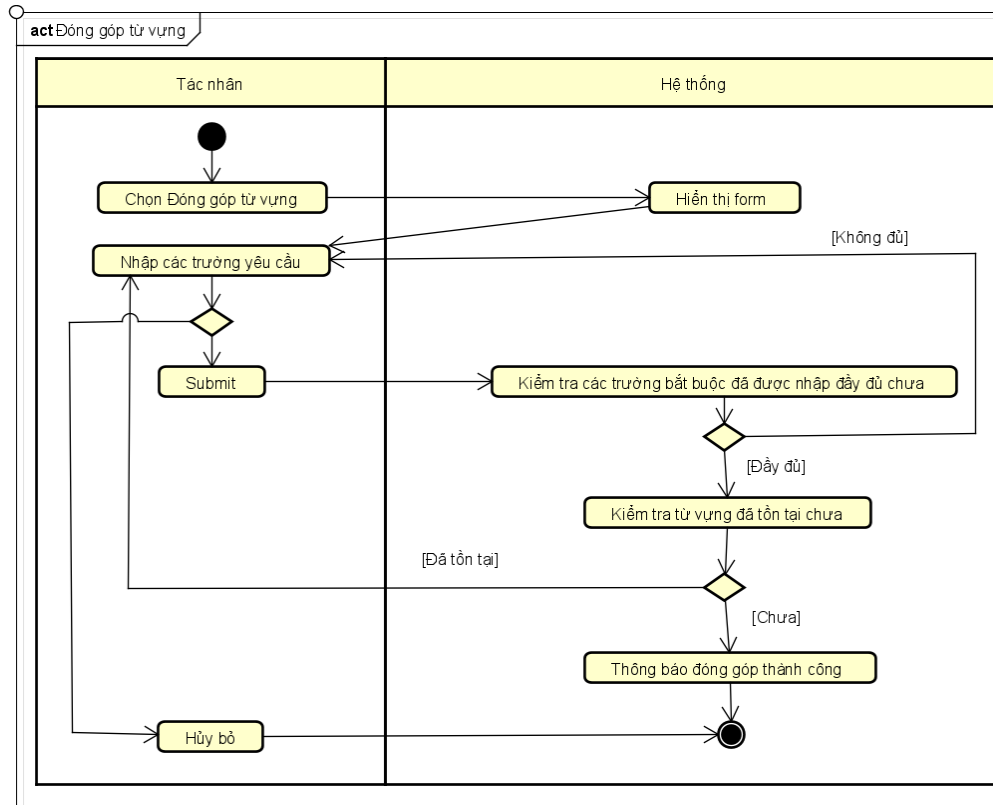 act Đóng góp từ vựng
Tác nhân
Hệ thống
Chọn Đóng góp từ vựng
Hiển thị form
[Không đủ]
Nhập các trường yêu cầu
Submit
Kiểm tra các trường bắt buộc đã được nhập đầy đủ chưa
[Đầy đủ]
Kiểm tra từ vựng đã tồn tại chưa
[Đã tồn tại]
[Chưa]
Thông báo đóng góp thành công
Hủy bỏ